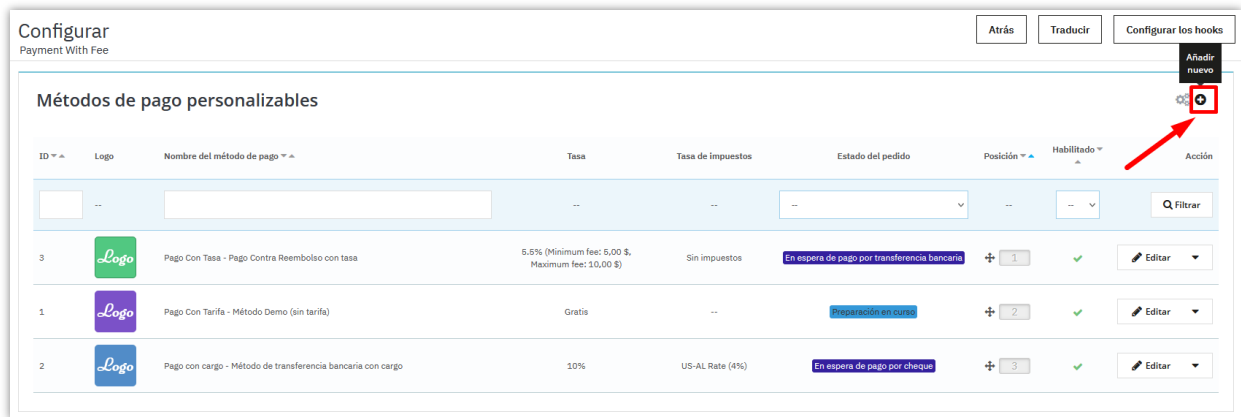 Configurar
Payment With Fee
Atrás
Traducir
Configurar los hooks
Añadir
nuevo
Métodos de pago personalizables
ID
Logo
Nombre del método de pago
Tasa
Tasa de impuestos
Estado del pedido
Posición
Habilitado
Acción
--
--
--
--
--
--
Filtrar
3
Logo
Pago Con Tasa - Pago Contra Reembolso con tasa
5.5% (Minimum fee: 5,00 $,
Maximum fee: 10,00 $)
Sin impuestos
En espera de pago por transferencia bancaria
1
Editar
1
Logo
Pago Con Tarifa - Método Demo (sin tarifa)
Gratis
--
Preparación en curso
2
Editar
2
Logo
Pago con cargo - Método de transferencia bancaria con cargo
10%
US-AL Rate (4%)
En espera de pago por cheque
3
Editar